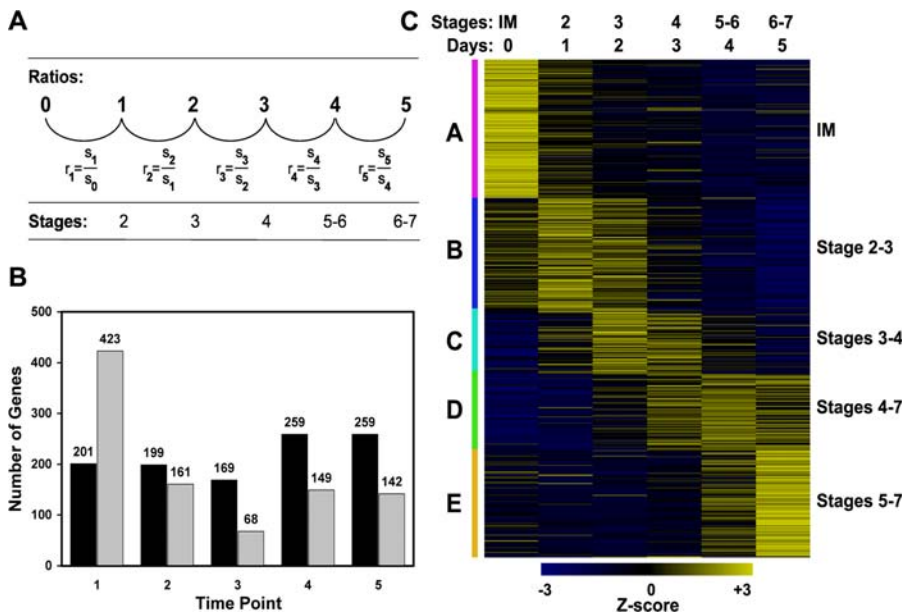 A
Ratios:
0 1 2 3 4 5
r1=s1/s0 r2=s2/s1 r3=s3/s2 r4=s4/s3 r5=s5/s4
Stages: 2 3 4 5-6 6-7
B
Number of Genes
500
400
300
200
100
0
201 423 199 161 169 68 259 149 259 142
1 2 3 4 5
Time Point
C
Stages: IM 2 3 4 5-6 6-7
Days: 0 1 2 3 4 5
A IM
B Stage 2-3
C Stages 3-4
D Stages 4-7
E Stages 5-7
-3 0 +3
Z-score